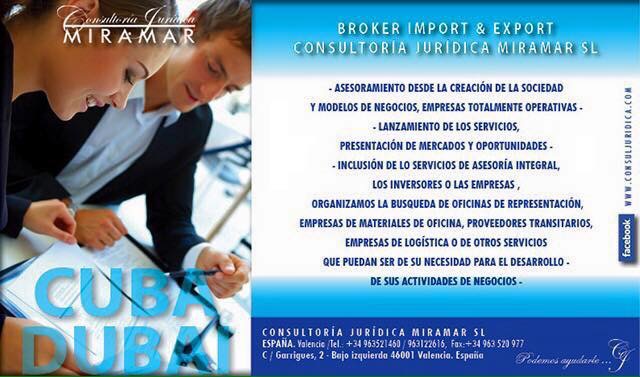 Consultoría Jurídica
MIRAMAR
CUBA
DUBAI
BROKER IMPORT & EXPORT
CONSULTORÍA JURÍDICA MIRAMAR SL
- ASESORAMIENTO DESDE LA CREACIÓN DE LA SOCIEDAD
Y MODELOS DE NEGOCIOS, EMPRESAS TOTALMENTE OPERATIVAS -
- LANZAMIENTO DE LOS SERVICIOS,
PRESENTACIÓN DE MERCADOS Y OPORTUNIDADES -
- INCLUSIÓN DE LO SERVICIOS DE ASESORÍA INTEGRAL,
LOS INVERSORES O LAS EMPRESAS ,
ORGANIZAMOS LA BUSQUEDA DE OFICINAS DE REPRESENTACIÓN,
EMPRESAS DE MATERIALES DE OFICINA, PROVEEDORES TRANSITARIOS,
EMPRESAS DE LOGÍSTICA O DE OTROS SERVICIOS
QUE PUEDAN SER DE SU NECESIDAD PARA EL DESARROLLO -
DE SUS ACTIVIDADES DE NEGOCIOS -
WWW.CONSULJURIDICA.COM
facebook
CONSULTORÍA JURÍDICA MIRAMAR SL
ESPAÑA. Valencia /Tel.. +34 963521460 / 963122616, Fax:+34 963 520 977
C / Garrigues, 2 - Bajo izquierda 46001 Valencia. España
Podemos ayudarle...